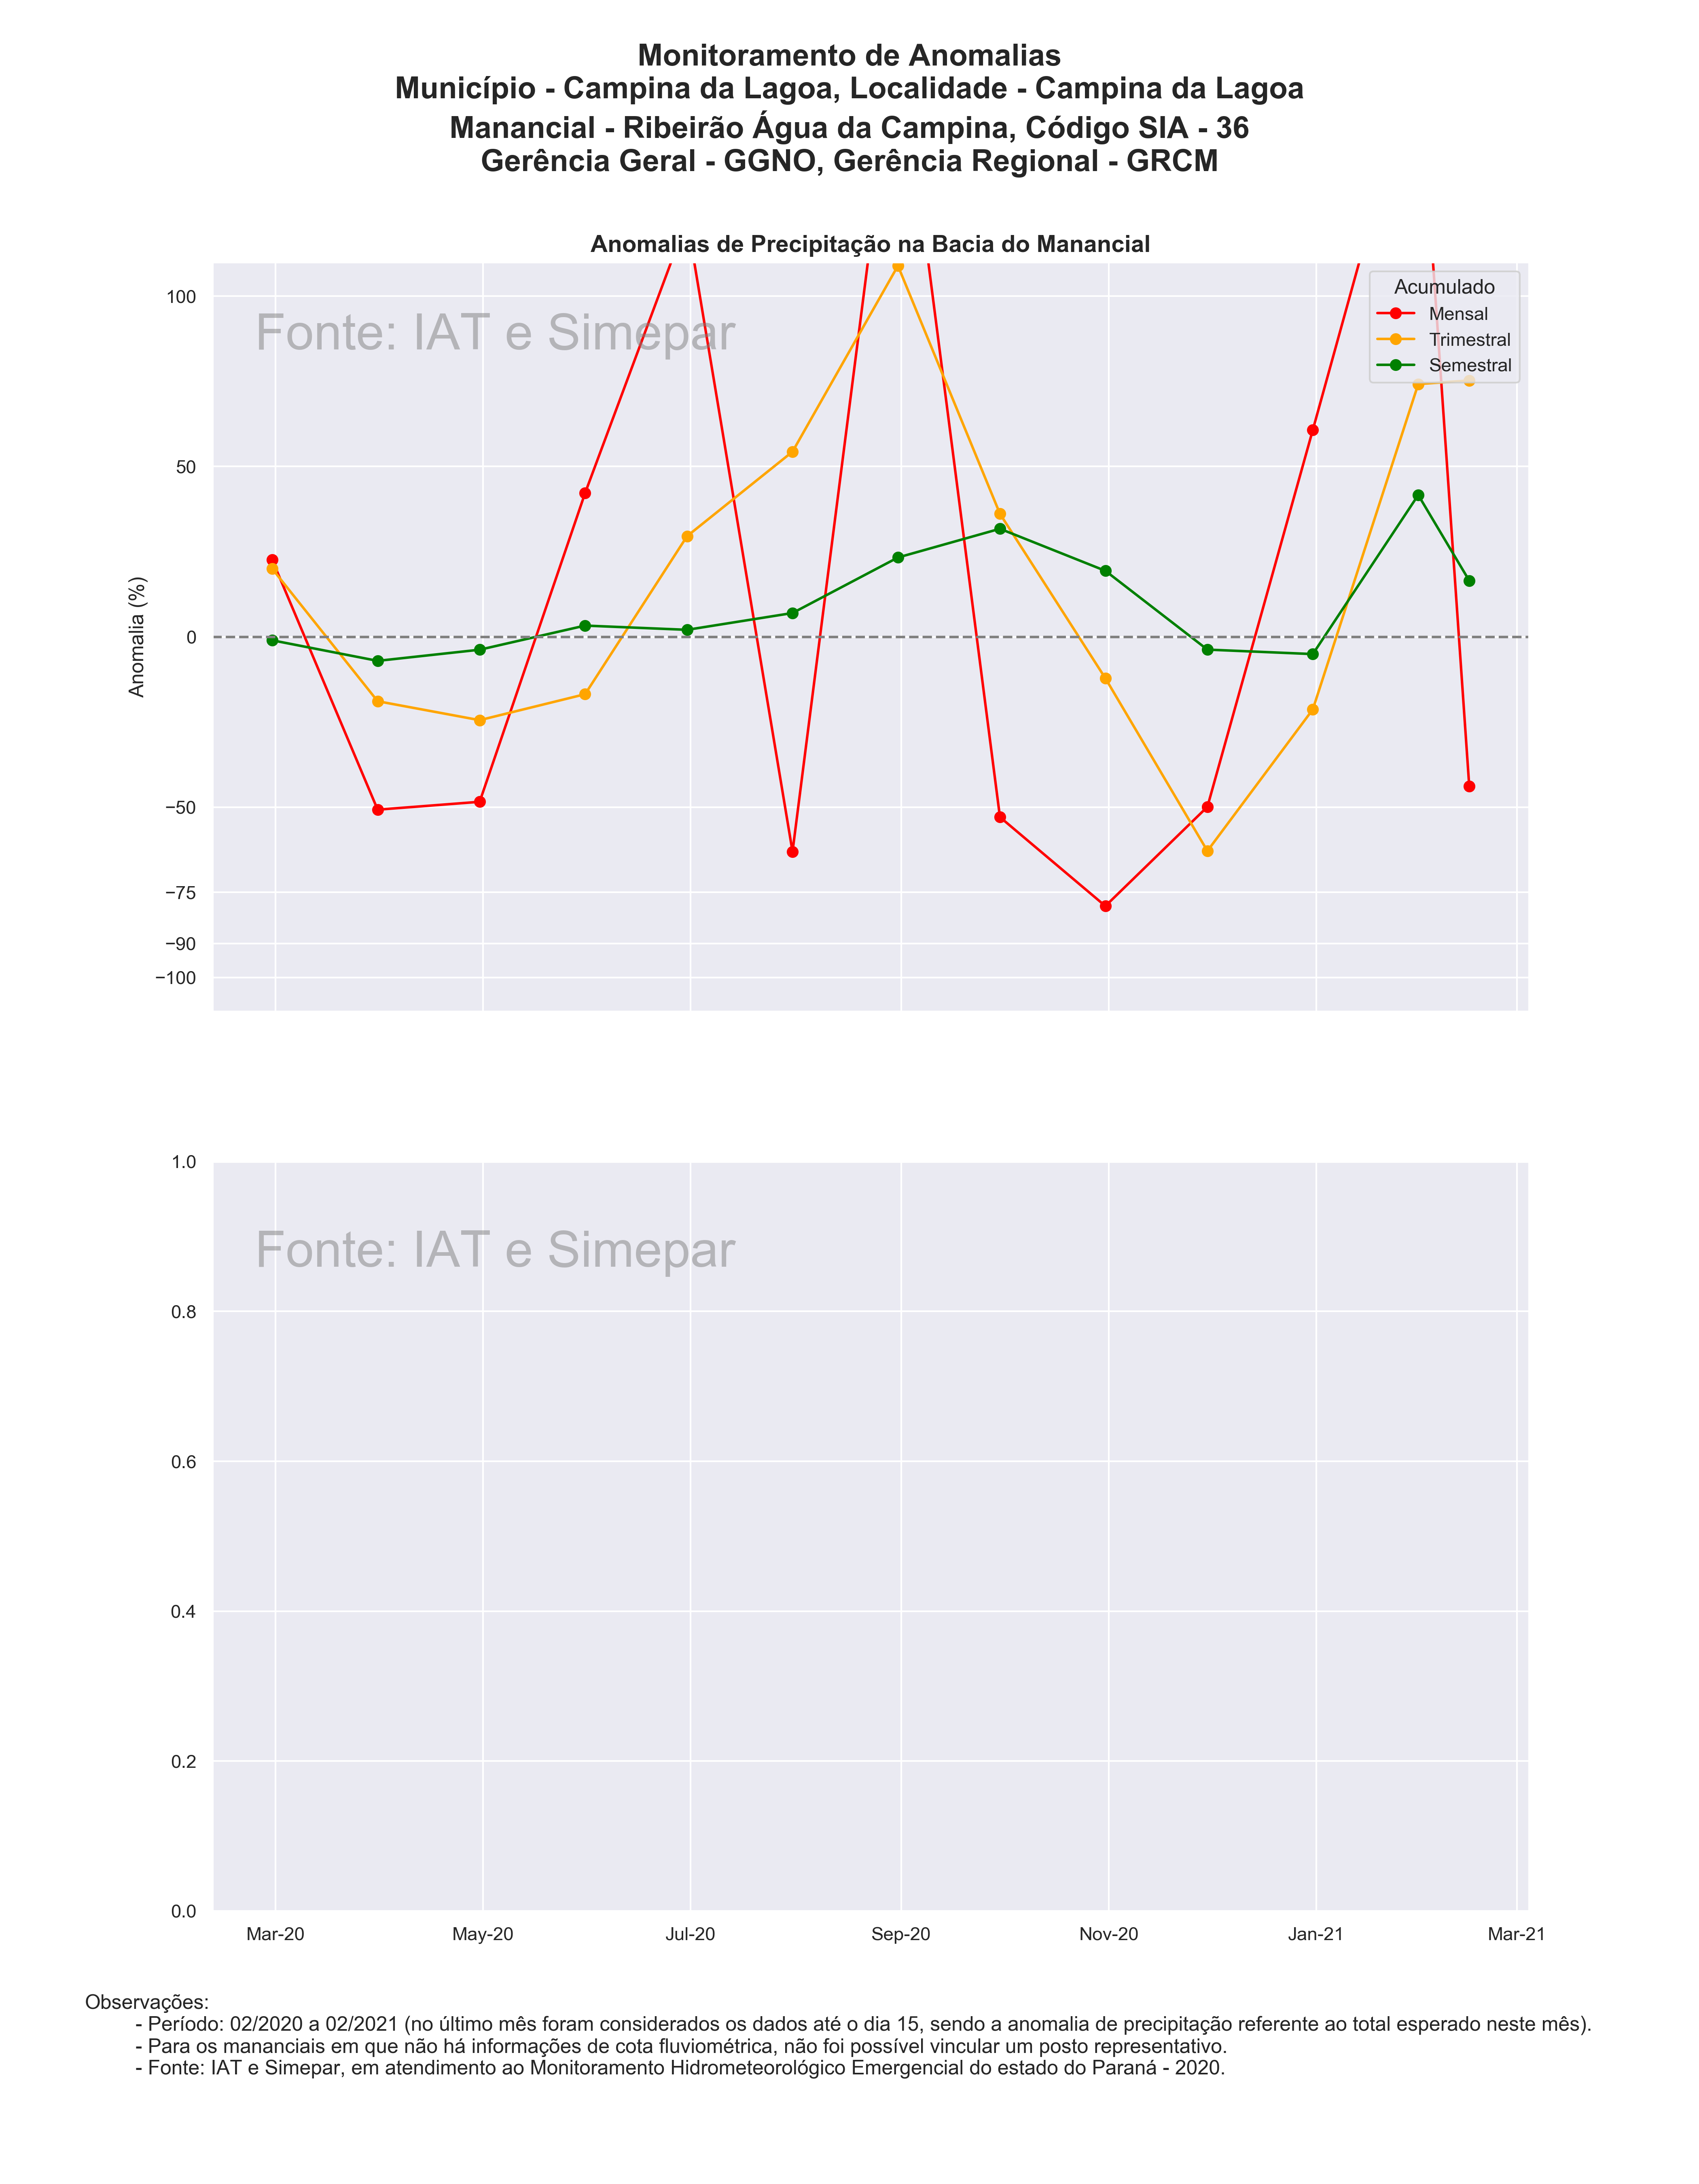 Monitoramento de Anomalias
Município - Campina da Lagoa, Localidade - Campina da Lagoa
Manancial - Ribeirão Água da Campina, Código SIA - 36
Gerência Geral - GGNO, Gerência Regional - GRCM
Anomalias de Precipitação na Bacia do Manancial
Fonte: IAT e Simepar
Acumulado
Mensal
Trimestral
Semestral
Anomalia (%)
100
50
0
−50
−75
−90
−100
Fonte: IAT e Simepar
1.0
0.8
0.6
0.4
0.2
0.0
Mar-20 May-20 Jul-20 Sep-20 Nov-20 Jan-21 Mar-21
Observações:
- Período: 02/2020 a 02/2021 (no último mês foram considerados os dados até o dia 15, sendo a anomalia de precipitação referente ao total esperado neste mês).
- Para os mananciais em que não há informações de cota fluviométrica, não foi possível vincular um posto representativo.
- Fonte: IAT e Simepar, em atendimento ao Monitoramento Hidrometeorológico Emergencial do estado do Paraná - 2020.